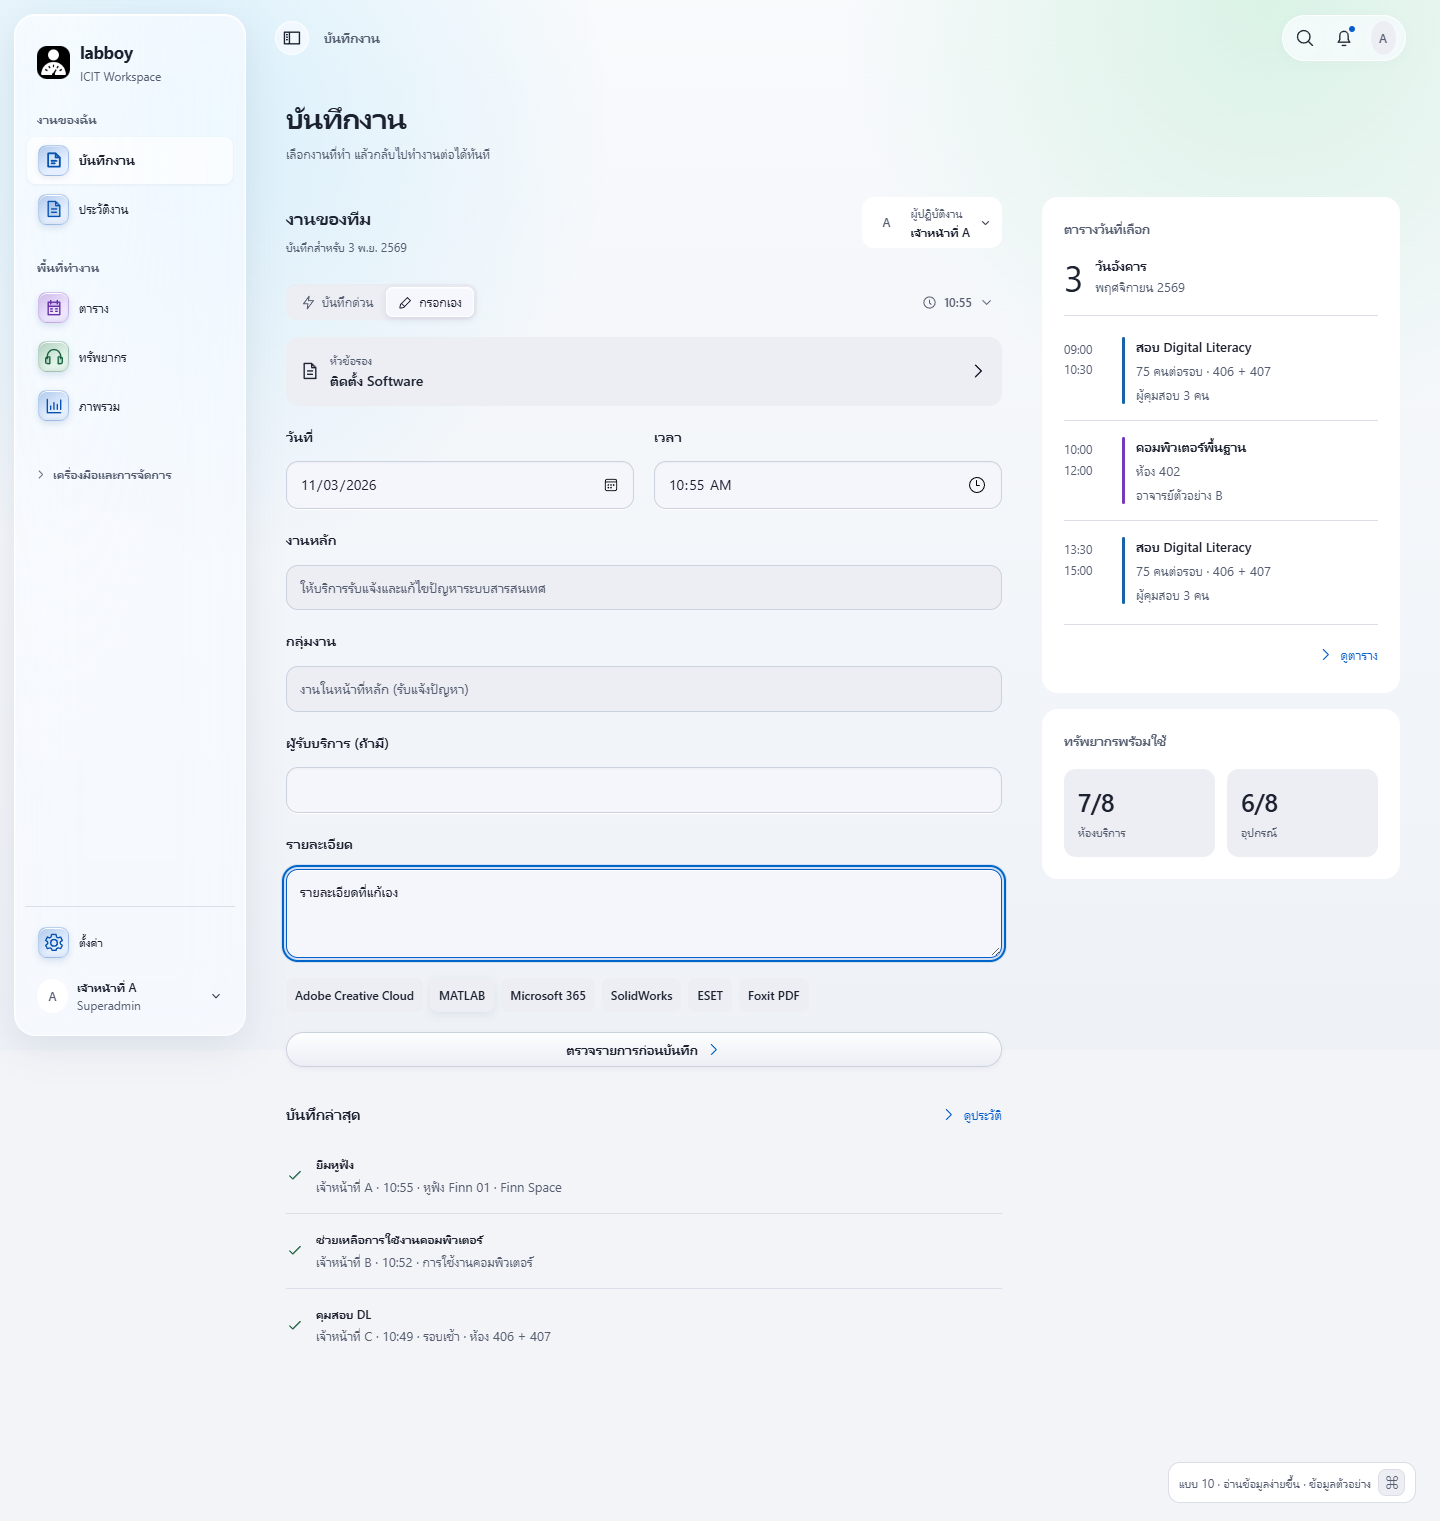 labboy
ICIT Workspace
งานของฉัน
บันทึกงาน
ประวัติงาน
พื้นที่ทำงาน
ตาราง
ทรัพยากร
ภาพรวม
เครื่องมือและการจัดการ
ตั้งค่า
A
เจ้าหน้าที่ A
Superadmin
บันทึกงาน
A
บันทึกงาน
เลือกงานที่ทำ แล้วกลับไปทำงานต่อได้ทันที
งานของทีม
บันทึกสำหรับ 3 พ.ย. 2569
A
ผู้ปฏิบัติงาน
เจ้าหน้าที่ A
บันทึกด่วน
กรอกเอง
10:55
หัวข้อรอง
ติดตั้ง Software
วันที่
เวลา
11/03/2026
10:55 AM
งานหลัก
ให้บริการรับแจ้งและแก้ไขปัญหาระบบสารสนเทศ
กลุ่มงาน
งานในหน้าที่หลัก (รับแจ้งปัญหา)
ผู้รับบริการ (ถ้ามี)
รายละเอียด
รายละเอียดที่แก้เอง
Adobe Creative Cloud
MATLAB
Microsoft 365
SolidWorks
ESET
Foxit PDF
ตรวจรายการก่อนบันทึก
บันทึกล่าสุด
ดูประวัติ
ยืมหูฟัง
เจ้าหน้าที่ A · 10:55 · หูฟัง Finn 01 · Finn Space
ช่วยเหลือการใช้งานคอมพิวเตอร์
เจ้าหน้าที่ B · 10:52 · การใช้งานคอมพิวเตอร์
คุมสอบ DL
เจ้าหน้าที่ C · 10:49 · รอบเช้า · ห้อง 406 + 407
ตารางวันที่เลือก
3
วันอังคาร
พฤศจิกายน 2569
09:00
10:30
สอบ Digital Literacy
75 คนต่อรอบ · 406 + 407
ผู้คุมสอบ 3 คน
10:00
12:00
คอมพิวเตอร์พื้นฐาน
ห้อง 402
อาจารย์ตัวอย่าง B
13:30
15:00
สอบ Digital Literacy
75 คนต่อรอบ · 406 + 407
ผู้คุมสอบ 3 คน
ดูตาราง
ทรัพยากรพร้อมใช้
7/8
ห้องบริการ
6/8
อุปกรณ์
แบบ 10 · อ่านข้อมูลง่ายขึ้น · ข้อมูลตัวอย่าง ⌘